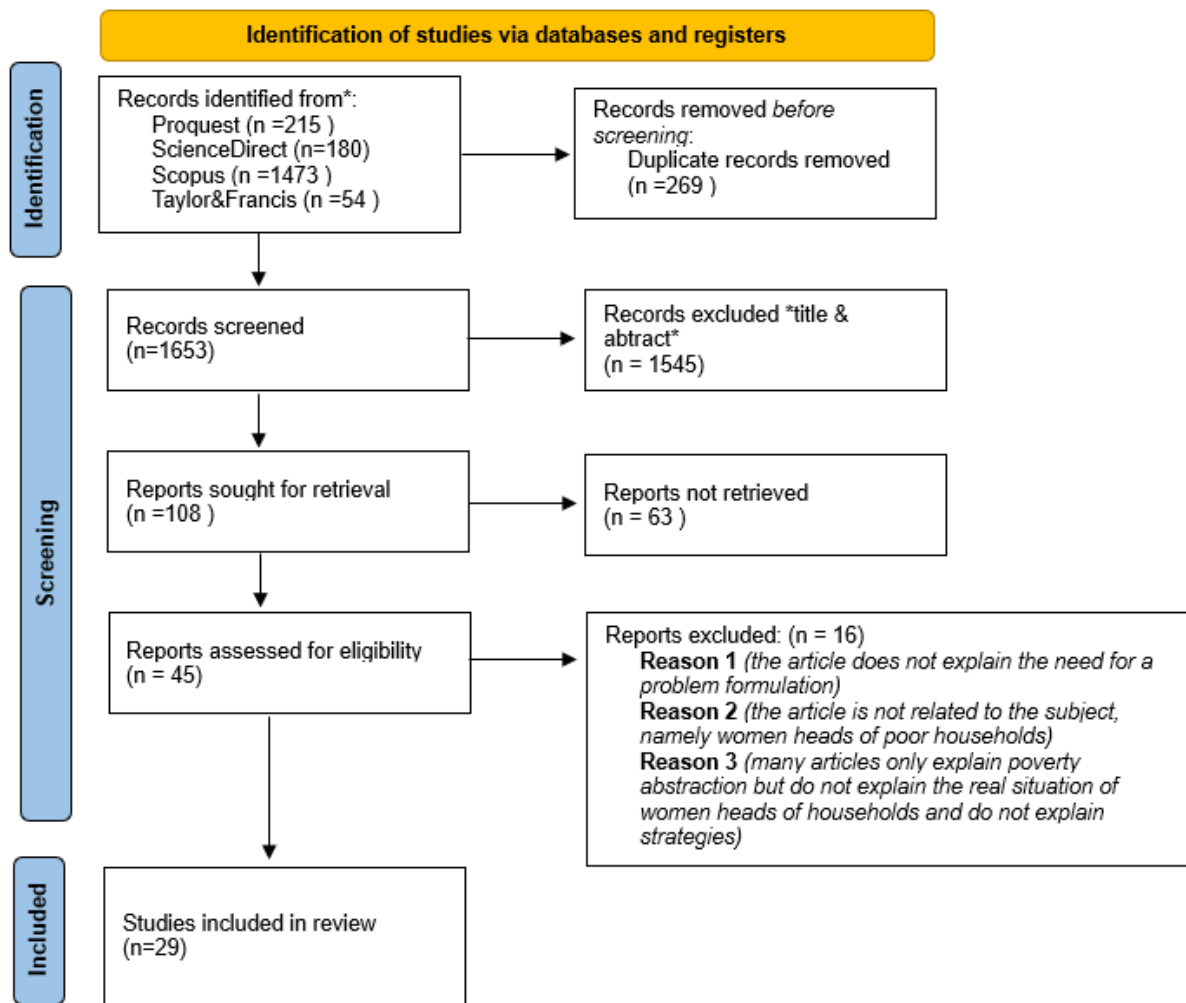 Identification of studies via databases and registers
Identification
Records identified from*:
Proquest (n =215 )
ScienceDirect (n=180)
Scopus (n =1473 )
Taylor&Francis (n =54 )
Records removed before
screening:
Duplicate records removed
(n =269 )
Screening
Records screened
(n=1653)
Records excluded *title &
abtract*
(n = 1545)
Reports sought for retrieval
(n =108 )
Reports not retrieved
(n = 63 )
Reports assessed for eligibility
(n = 45)
Reports excluded: (n = 16)
Reason 1 (the article does not explain the need for a
problem formulation)
Reason 2 (the article is not related to the subject,
namely women heads of poor households)
Reason 3 (many articles only explain poverty
abstraction but do not explain the real situation of
women heads of households and do not explain
strategies)
Included
Studies included in review
(n=29)